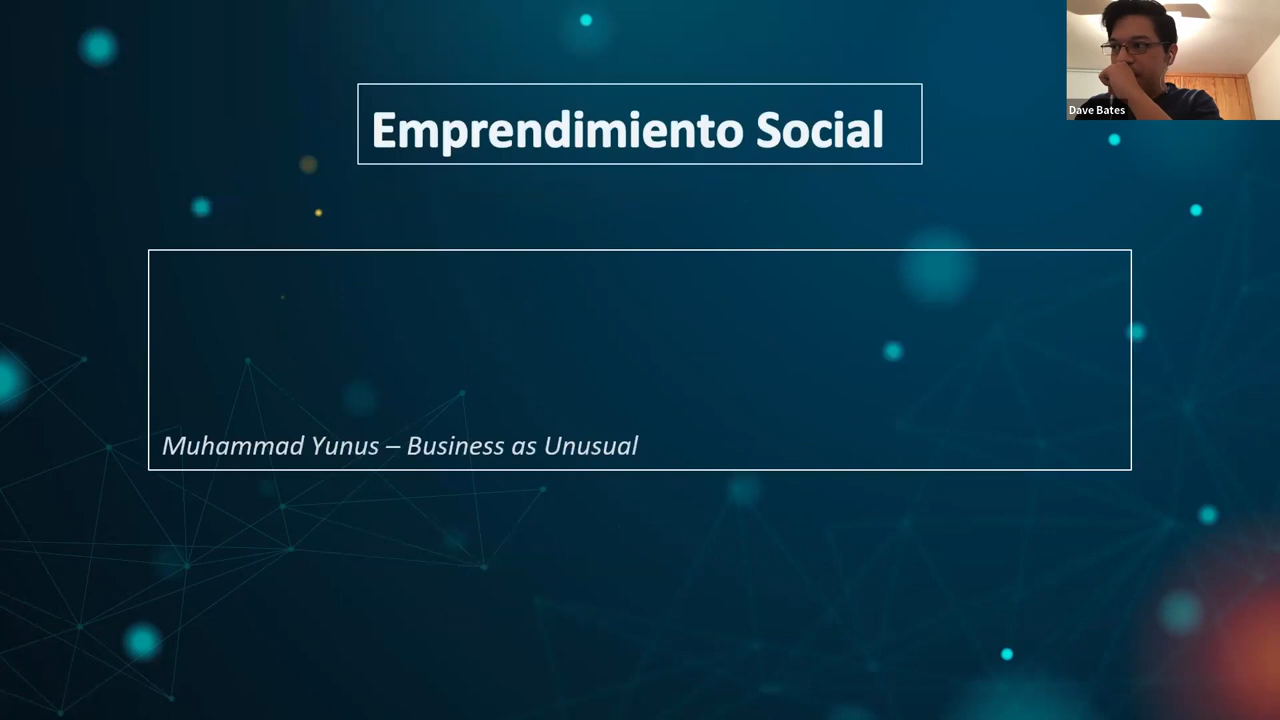 Emprendimiento Social
Dave Bates
Muhammad Yunus – Business as Unusual